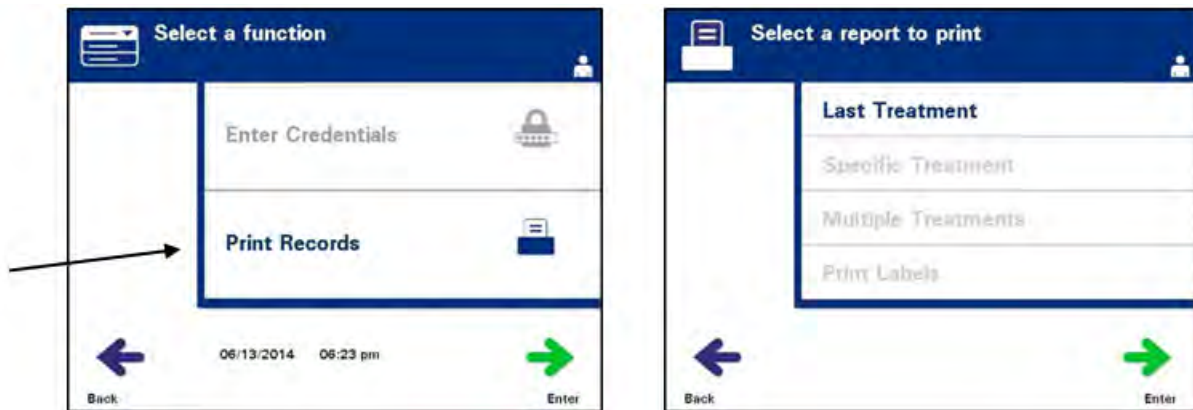 Select a function
Enter Credentials
Print Records
06/13/2014 06:23 pm
Back
Enter
Select a report to print
Last Treatment
Specific Treatment
Multiple Treatments
Print Labels
Back
Enter